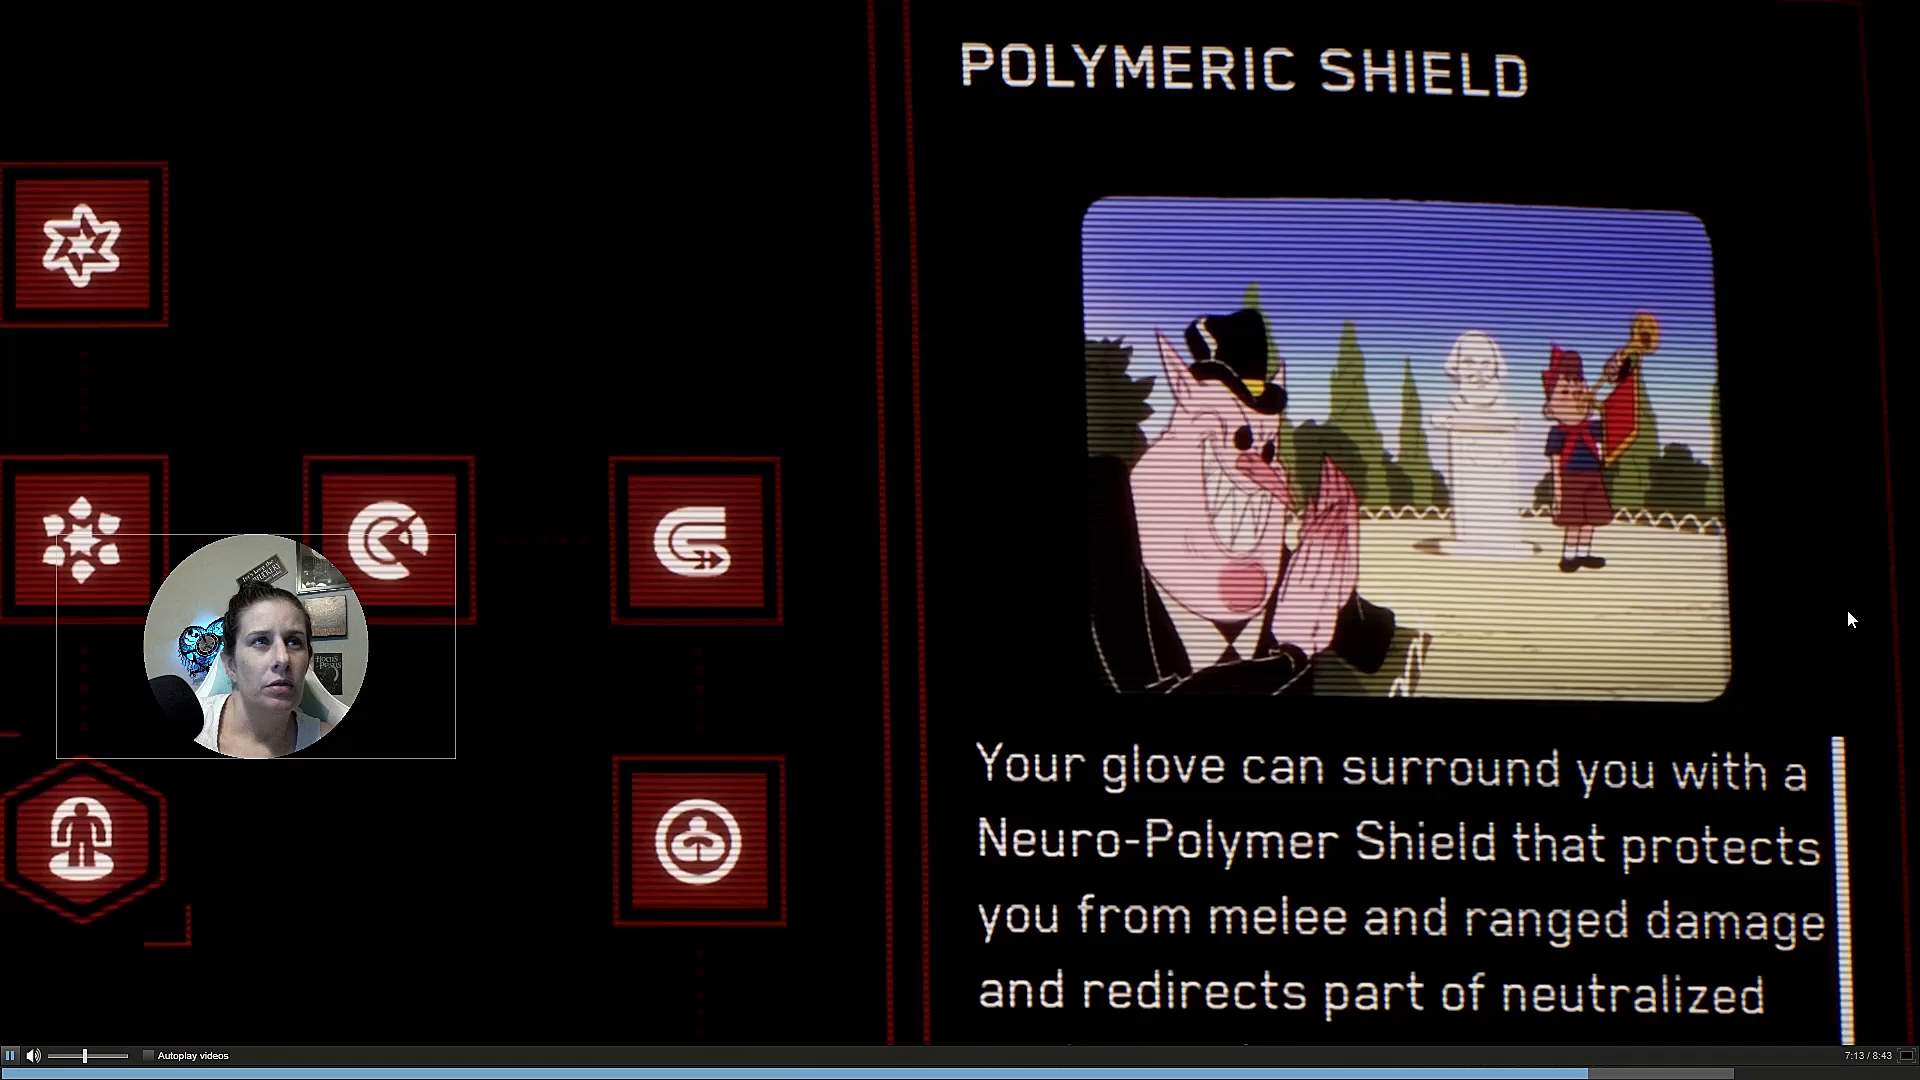 POLYMERIC SHIELD
Your glove can surround you with a
Neuro-Polymer Shield that protects
you from melee and ranged damage
and redirects part of neutralized
Autoplay videos
7:13 / 8:43